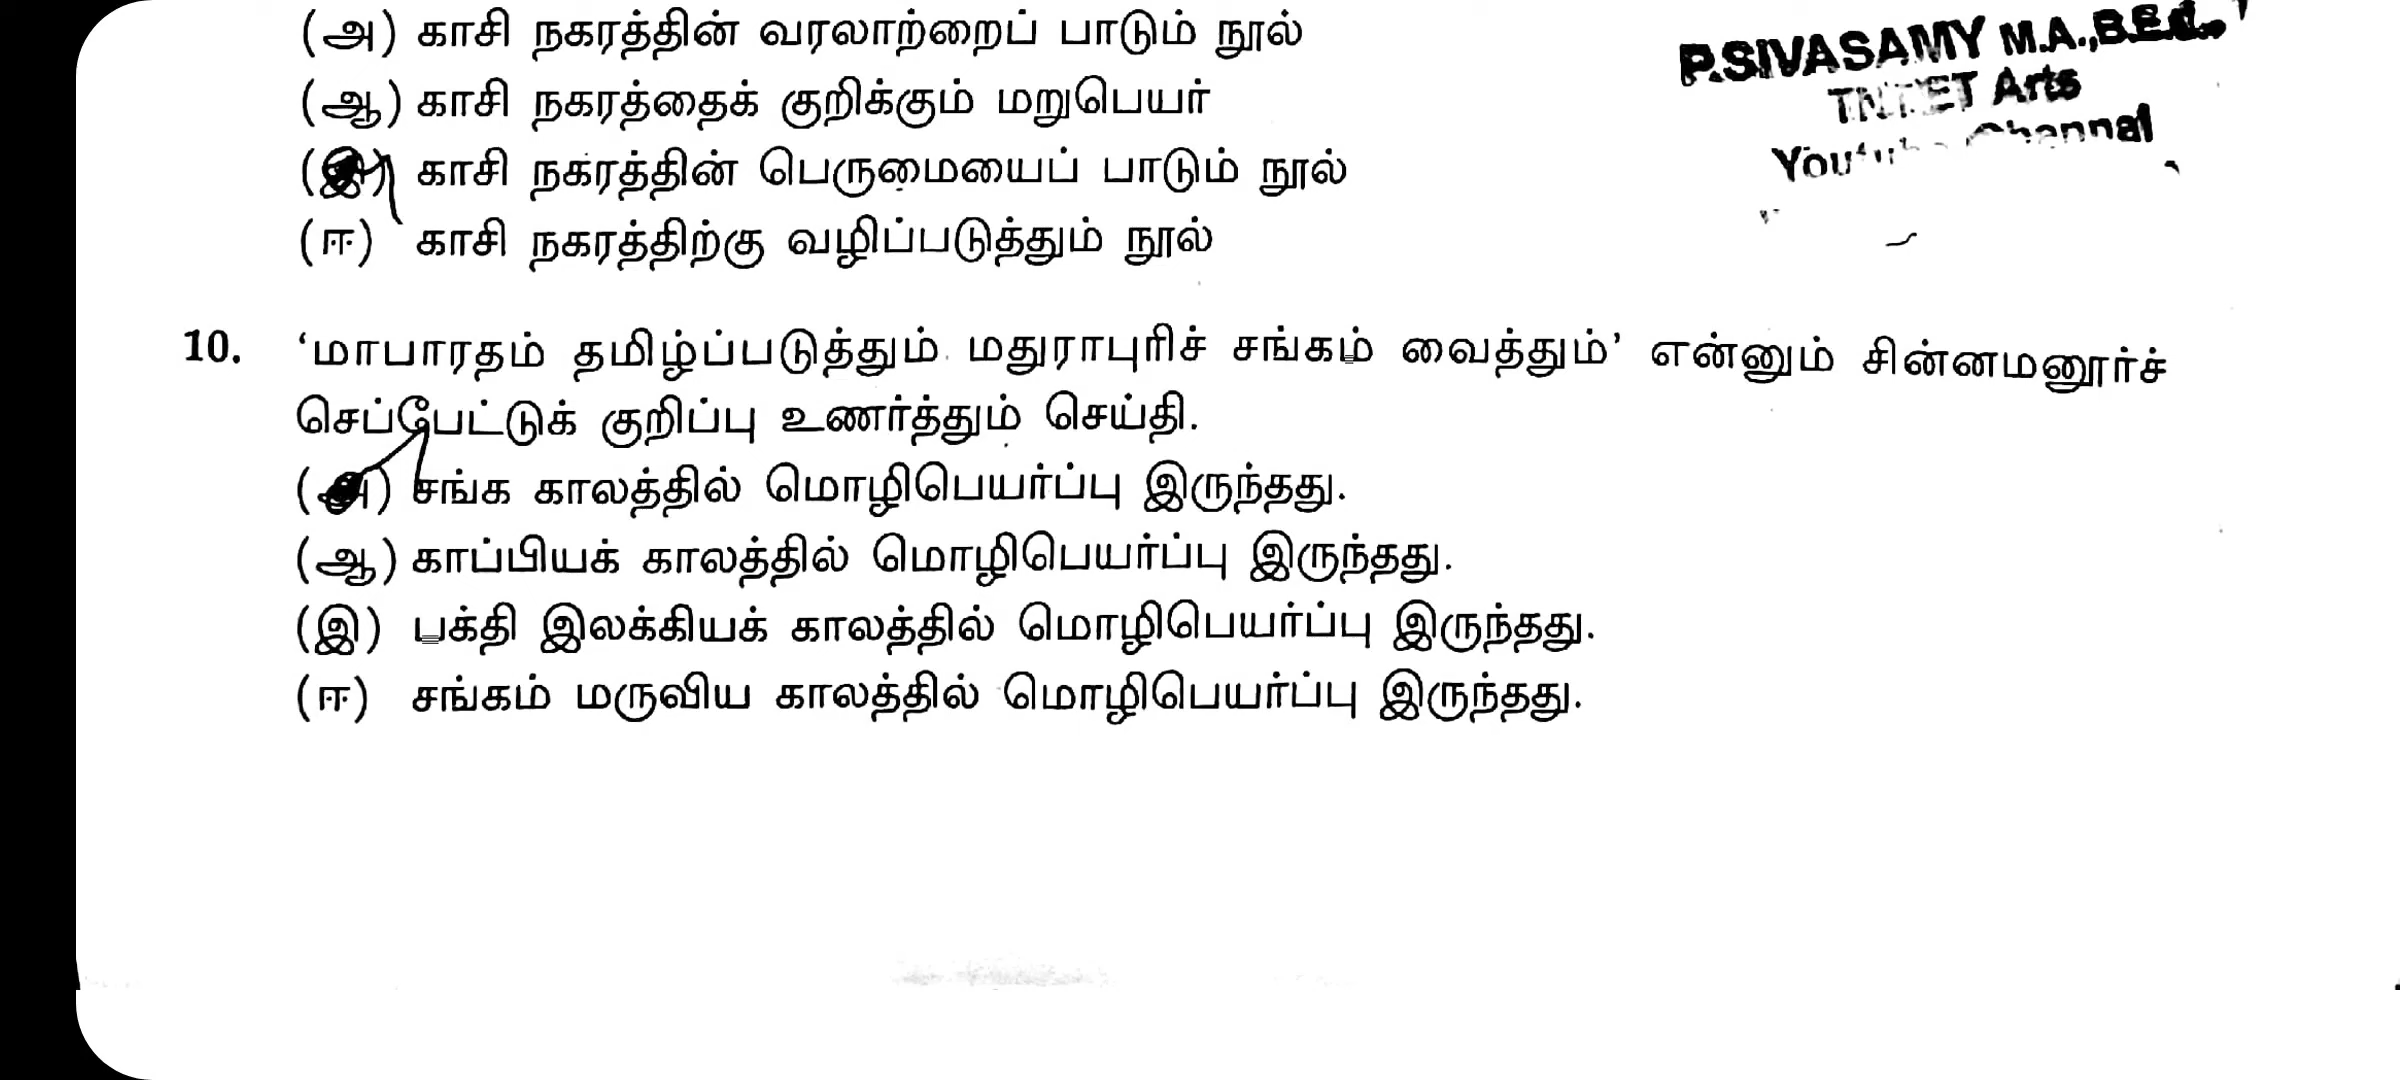 (அ) காசி நகரத்தின் வரலாற்றைப் பாடும் நூல்
(ஆ) காசி நகரத்தைக் குறிக்கும் மறுபெயர்
(இ) காசி நகரத்தின் பெருமையைப் பாடும் நூல்
(ஈ) காசி நகரத்திற்கு வழிப்படுத்தும் நூல்
P.SIVASAMY M.A.,B.Ed.,
TNTET Arts
Youtube Channal
10. ‘மாபாரதம் தமிழ்ப்படுத்தும் மதுராபுரிச் சங்கம் வைத்தும்’ என்னும் சின்னமனூர்ச்
செப்பேட்டுக் குறிப்பு உணர்த்தும் செய்தி.
(அ) சங்க காலத்தில் மொழிபெயர்ப்பு இருந்தது.
(ஆ) காப்பியக் காலத்தில் மொழிபெயர்ப்பு இருந்தது.
(இ) பக்தி இலக்கியக் காலத்தில் மொழிபெயர்ப்பு இருந்தது.
(ஈ) சங்கம் மருவிய காலத்தில் மொழிபெயர்ப்பு இருந்தது.